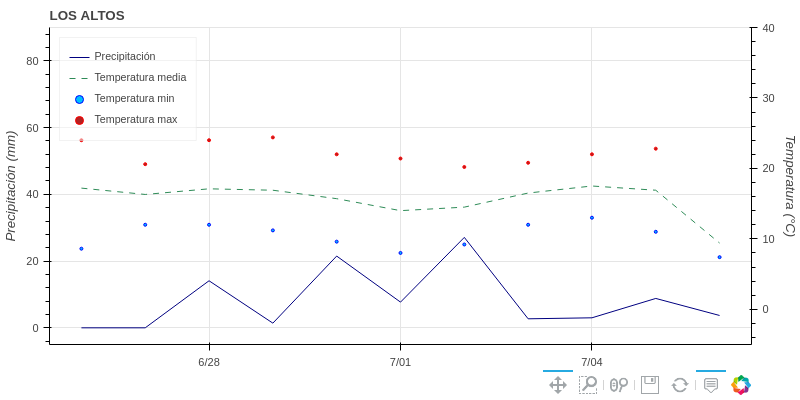 LOS ALTOS
Precipitación
Temperatura media
Temperatura min
Temperatura max
Precipitación (mm)
80
60
40
20
0
Temperatura (°C)
40
30
20
10
0
6/28
7/01
7/04